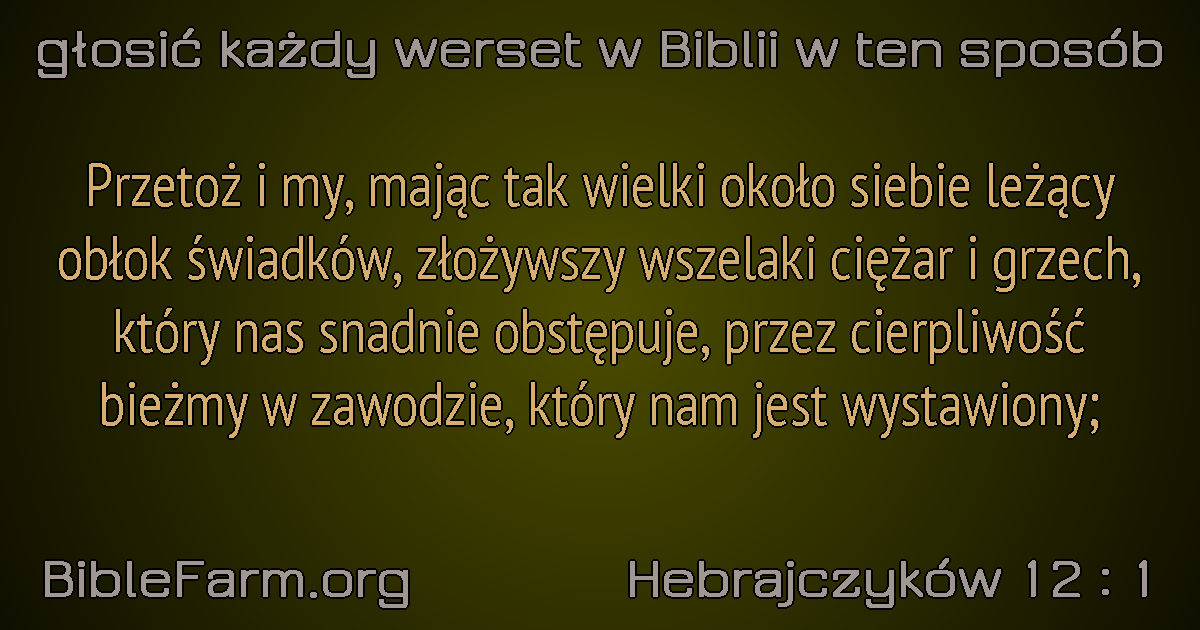 głosić każdy werset w Biblii w ten sposób
Przetoż i my, mając tak wielki około siebie leżący
obłok świadków, złożywszy wszelaki ciężar i grzech,
który nas snadnie obstępuje, przez cierpliwość
bieżmy w zawodzie, który nam jest wystawiony;
BibleFarm.org
Hebrajczyków 12 : 1